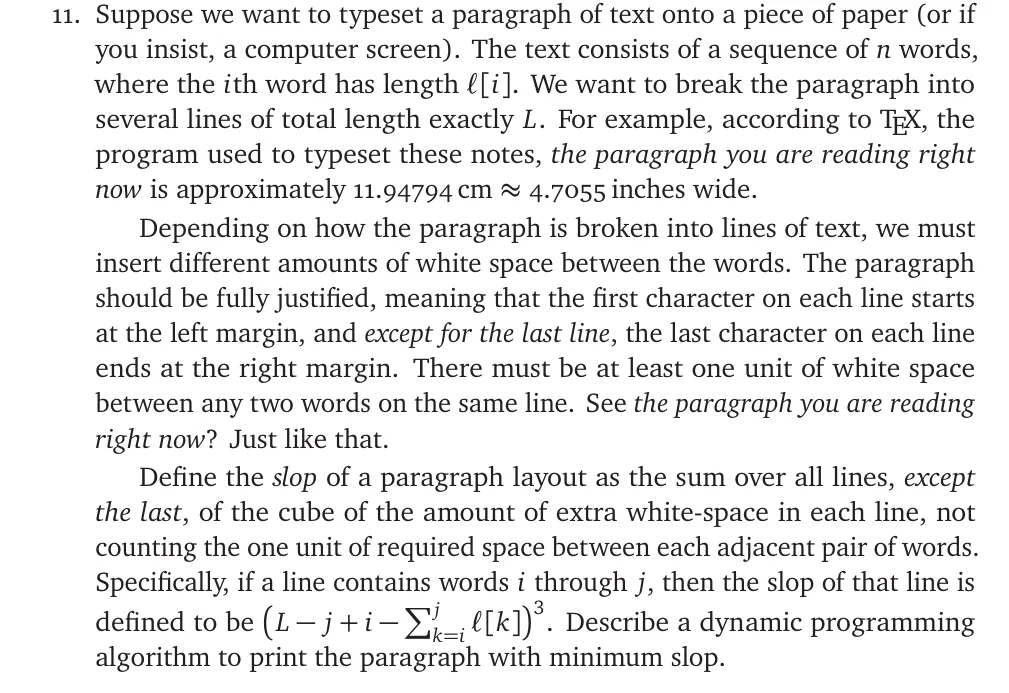 11. Suppose we want to typeset a paragraph of text onto a piece of paper (or if
you insist, a computer screen). The text consists of a sequence of n words,
where the ith word has length ℓ[i]. We want to break the paragraph into
several lines of total length exactly L. For example, according to TEX, the
program used to typeset these notes, the paragraph you are reading right
now is approximately 11.94794 cm ≈ 4.7055 inches wide.
Depending on how the paragraph is broken into lines of text, we must
insert different amounts of white space between the words. The paragraph
should be fully justified, meaning that the first character on each line starts
at the left margin, and except for the last line, the last character on each line
ends at the right margin. There must be at least one unit of white space
between any two words on the same line. See the paragraph you are reading
right now? Just like that.
Define the slop of a paragraph layout as the sum over all lines, except
the last, of the cube of the amount of extra white-space in each line, not
counting the one unit of required space between each adjacent pair of words.
Specifically, if a line contains words i through j, then the slop of that line is
defined to be (L − j + i − ∑_{k=i}^{j} ℓ[k])³. Describe a dynamic programming
algorithm to print the paragraph with minimum slop.